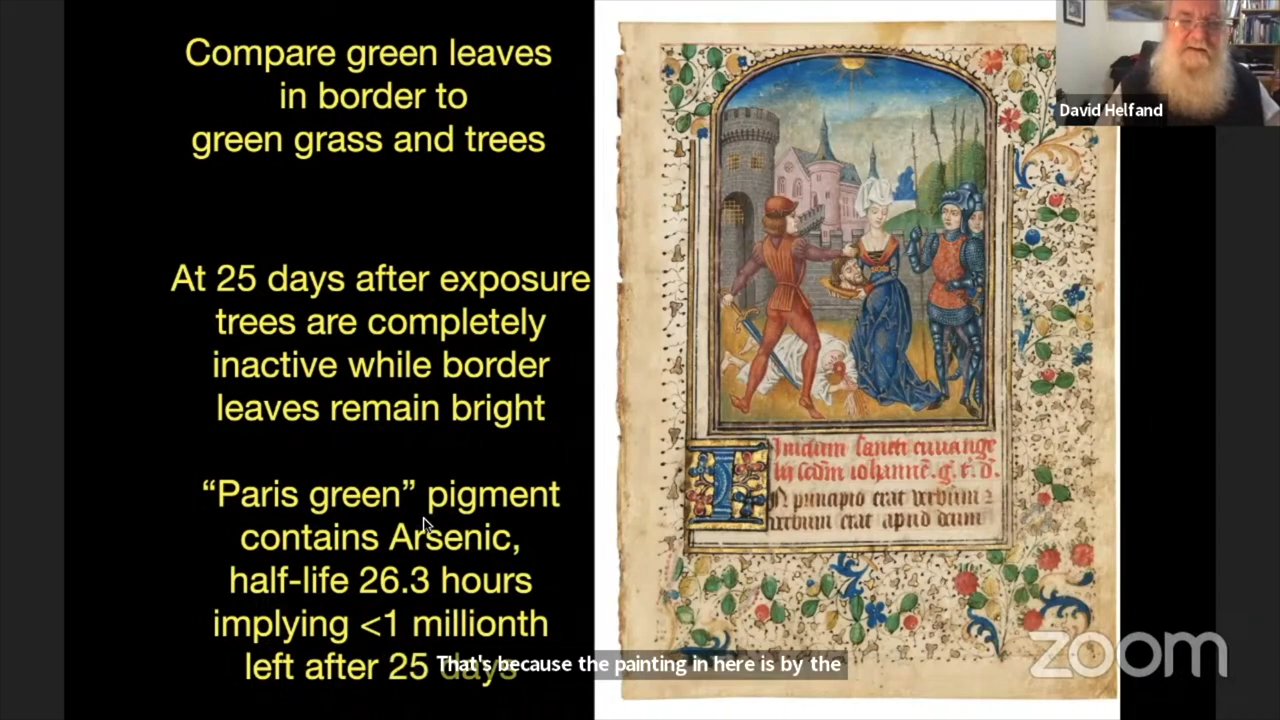 Compare green leaves
in border to
green grass and trees
At 25 days after exposure
trees are completely
inactive while border
leaves remain bright
“Paris green” pigment
contains Arsenic,
half-life 26.3 hours
implying <1 millionth
left after 25 days
David Helfand
zoom
That's because the painting in here is by the